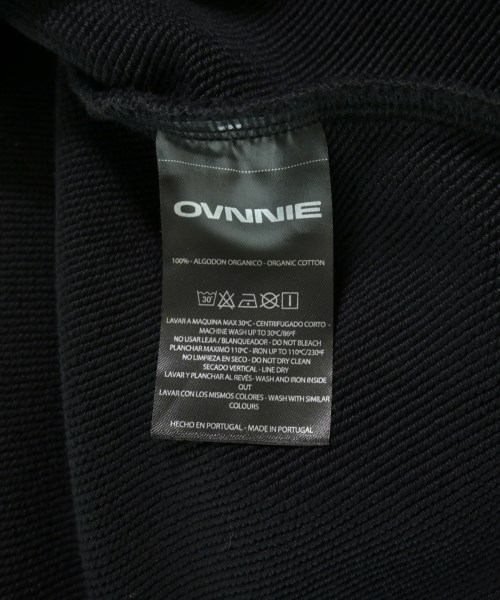 OVNNIE
100% - ALGODON ORGANICO - ORGANIC COTTON
30°
LAVAR A MAQUINA MAX 30ºC - CENTRIFUGADO CORTO -
MACHINE WASH UP TO 30ºC/86ºF
NO USAR LEJIA / BLANQUEADOR - DO NOT BLEACH
PLANCHAR MAXIMO 110ºC - IRON UP TO 110ºC/230ºF
NO LIMPIEZA EN SECO - DO NOT DRY CLEAN
SECADO VERTICAL - LINE DRY
LAVAR Y PLANCHAR AL REVÉS - WASH AND IRON INSIDE
OUT
LAVAR CON LOS MISMOS COLORES - WASH WITH SIMILAR
COLOURS
HECHO EN PORTUGAL - MADE IN PORTUGAL